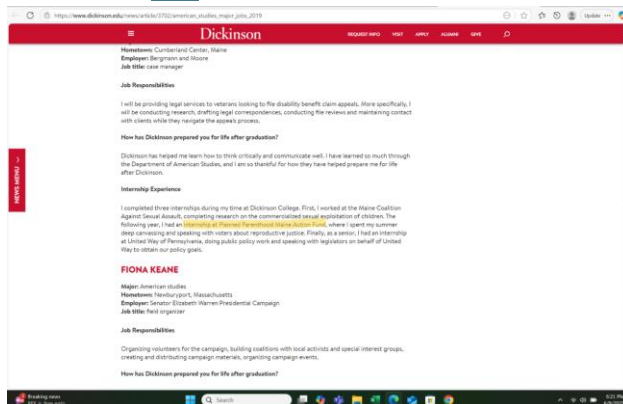 https://www.dickinson.edu/news/article/3702/american_studies_major_jobs_2019
Update
Dickinson
REQUEST INFO VISIT APPLY ALUMNI GIVE
NEWS MENU
Hometown: Cumberland Center, Maine
Employer: Bergmann and Moore
Job title: case manager
Job Responsibilities
I will be providing legal services to veterans looking to file disability benefit claim appeals. More specifically, I
will be conducting research, drafting legal correspondences, conducting file reviews and maintaining contact
with clients while they navigate the appeals process.
How has Dickinson prepared you for life after graduation?
Dickinson has helped me learn how to think critically and communicate well. I have learned so much through
the Department of American Studies, and I am so thankful for how they have helped prepare me for life
after Dickinson.
Internship Experience
I completed three internships during my time at Dickinson College. First, I worked at the Maine Coalition
Against Sexual Assault, completing research on the commercialized sexual exploitation of children. The
following year, I had an internship at Planned Parenthood Maine Action Fund, where I spent my summer
deep canvassing and speaking with voters about reproductive justice. Finally, as a senior, I had an internship
at United Way of Pennsylvania, doing public policy work and speaking with legislators on behalf of United
Way to obtain our policy goals.
FIONA KEANE
Major: American studies
Hometown: Newburyport, Massachusetts
Employer: Senator Elizabeth Warren Presidential Campaign
Job title: field organizer
Job Responsibilities
Organizing volunteers for the campaign, building coalitions with local activists and special interest groups,
creating and distributing campaign materials, organizing campaign events.
How has Dickinson prepared you for life after graduation?
Breaking news
Search